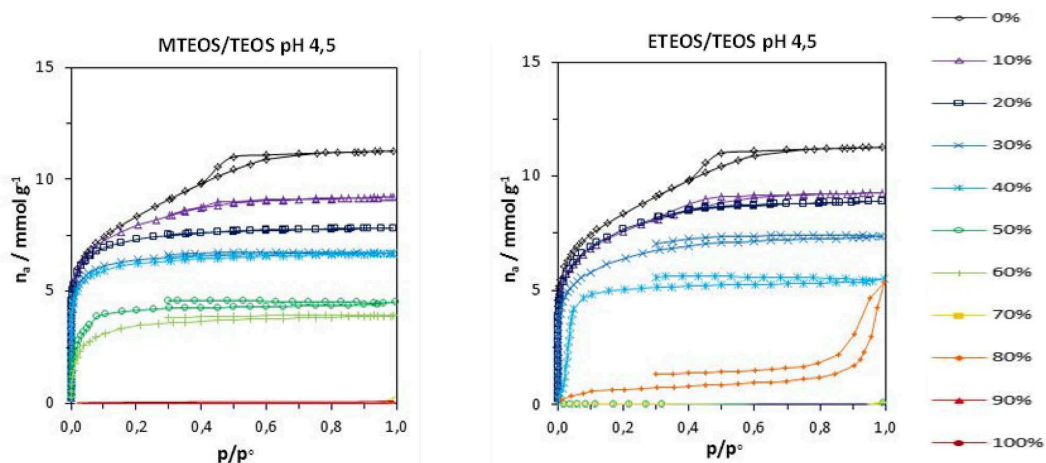 MTEOS/TEOS pH 4,5
15
10
5
0
nₐ / mmol g⁻¹
0,0 0,2 0,4 0,6 0,8 1,0
p/p°
ETEOS/TEOS pH 4,5
15
10
5
0
nₐ / mmol g⁻¹
0,0 0,2 0,4 0,6 0,8 1,0
p/p°
0%
10%
20%
30%
40%
50%
60%
70%
80%
90%
100%